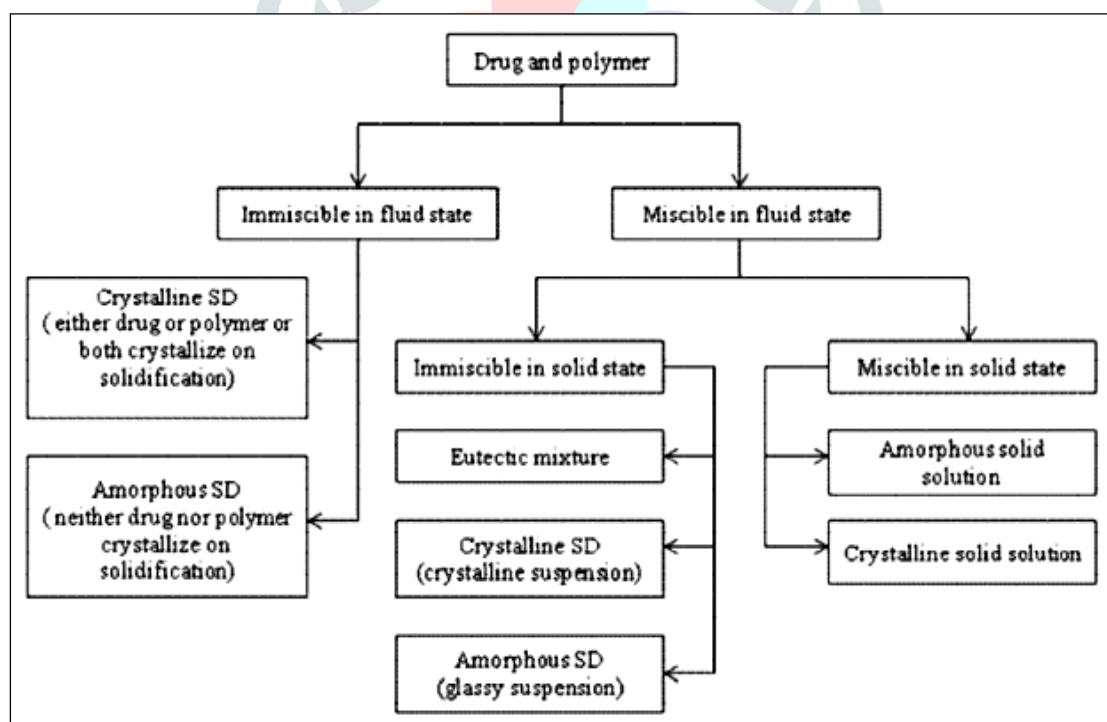 Drug and polymer
Immiscible in fluid state
Miscible in fluid state
Crystalline SD
( either drug or polymer or
both crystallize on
solidification)
Amorphous SD
( neither drug nor polymer
crystallize on
solidification)
Immiscible in solid state
Eutectic mixture
Crystalline SD
(crystalline suspension)
Amorphous SD
(glassy suspension)
Miscible in solid state
Amorphous solid
solution
Crystalline solid solution